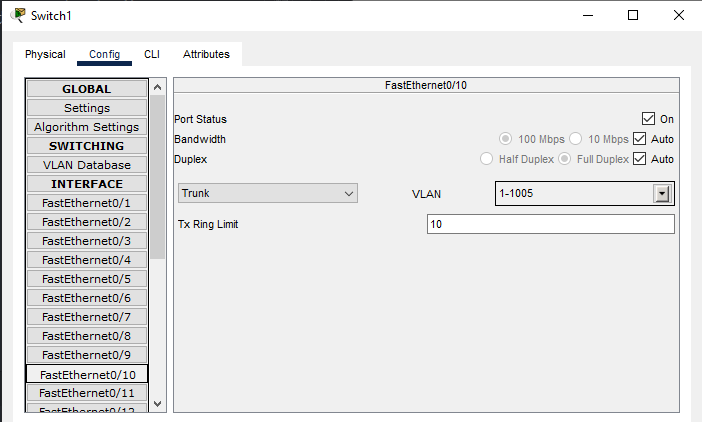 Switch1
Physical Config CLI Attributes
GLOBAL
Settings
Algorithm Settings
SWITCHING
VLAN Database
INTERFACE
FastEthernet0/1
FastEthernet0/2
FastEthernet0/3
FastEthernet0/4
FastEthernet0/5
FastEthernet0/6
FastEthernet0/7
FastEthernet0/8
FastEthernet0/9
FastEthernet0/10
FastEthernet0/11
FastEthernet0/12
FastEthernet0/10
Port Status On
Bandwidth 100 Mbps 10 Mbps Auto
Duplex Half Duplex Full Duplex Auto
Trunk VLAN 1-1005
Tx Ring Limit 10